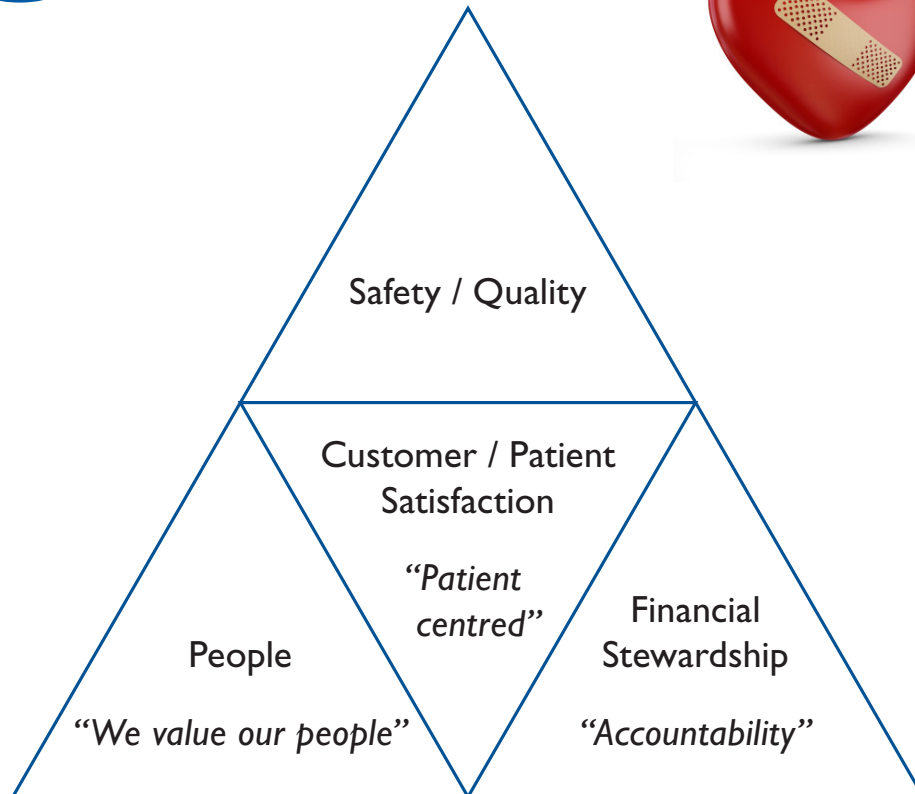 Safety / Quality
Customer / Patient
Satisfaction
“Patient
centred”
People
“We value our people”
Financial
Stewardship
“Accountability”